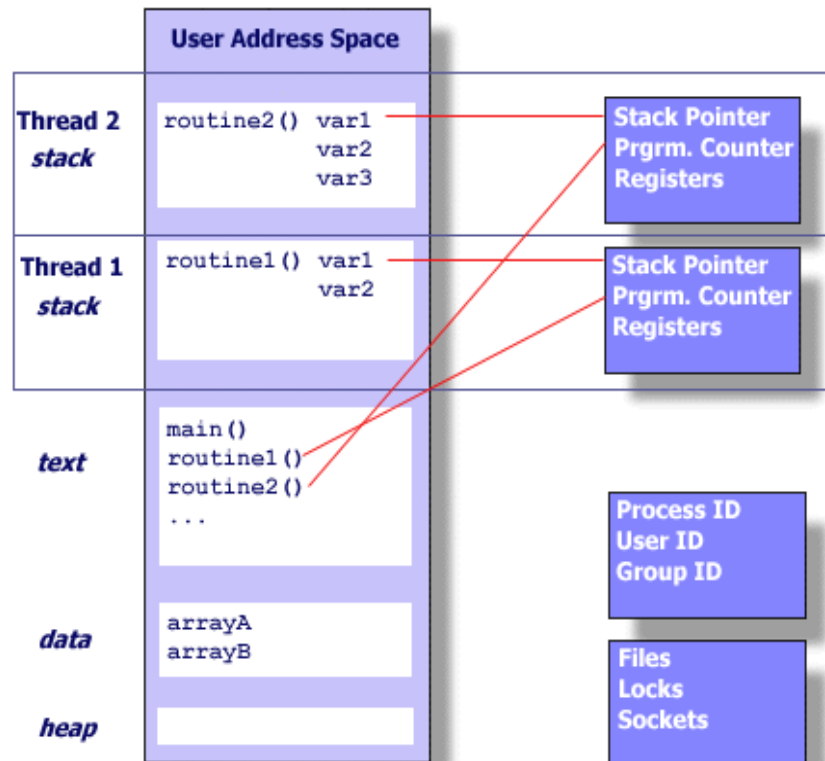 User Address Space
Thread 2
stack
routine2() var1
var2
var3
Stack Pointer
Prgrm. Counter
Registers
Thread 1
stack
routine1() var1
var2
Stack Pointer
Prgrm. Counter
Registers
text
main()
routine1()
routine2()
...
Process ID
User ID
Group ID
data
arrayA
arrayB
Files
Locks
Sockets
heap